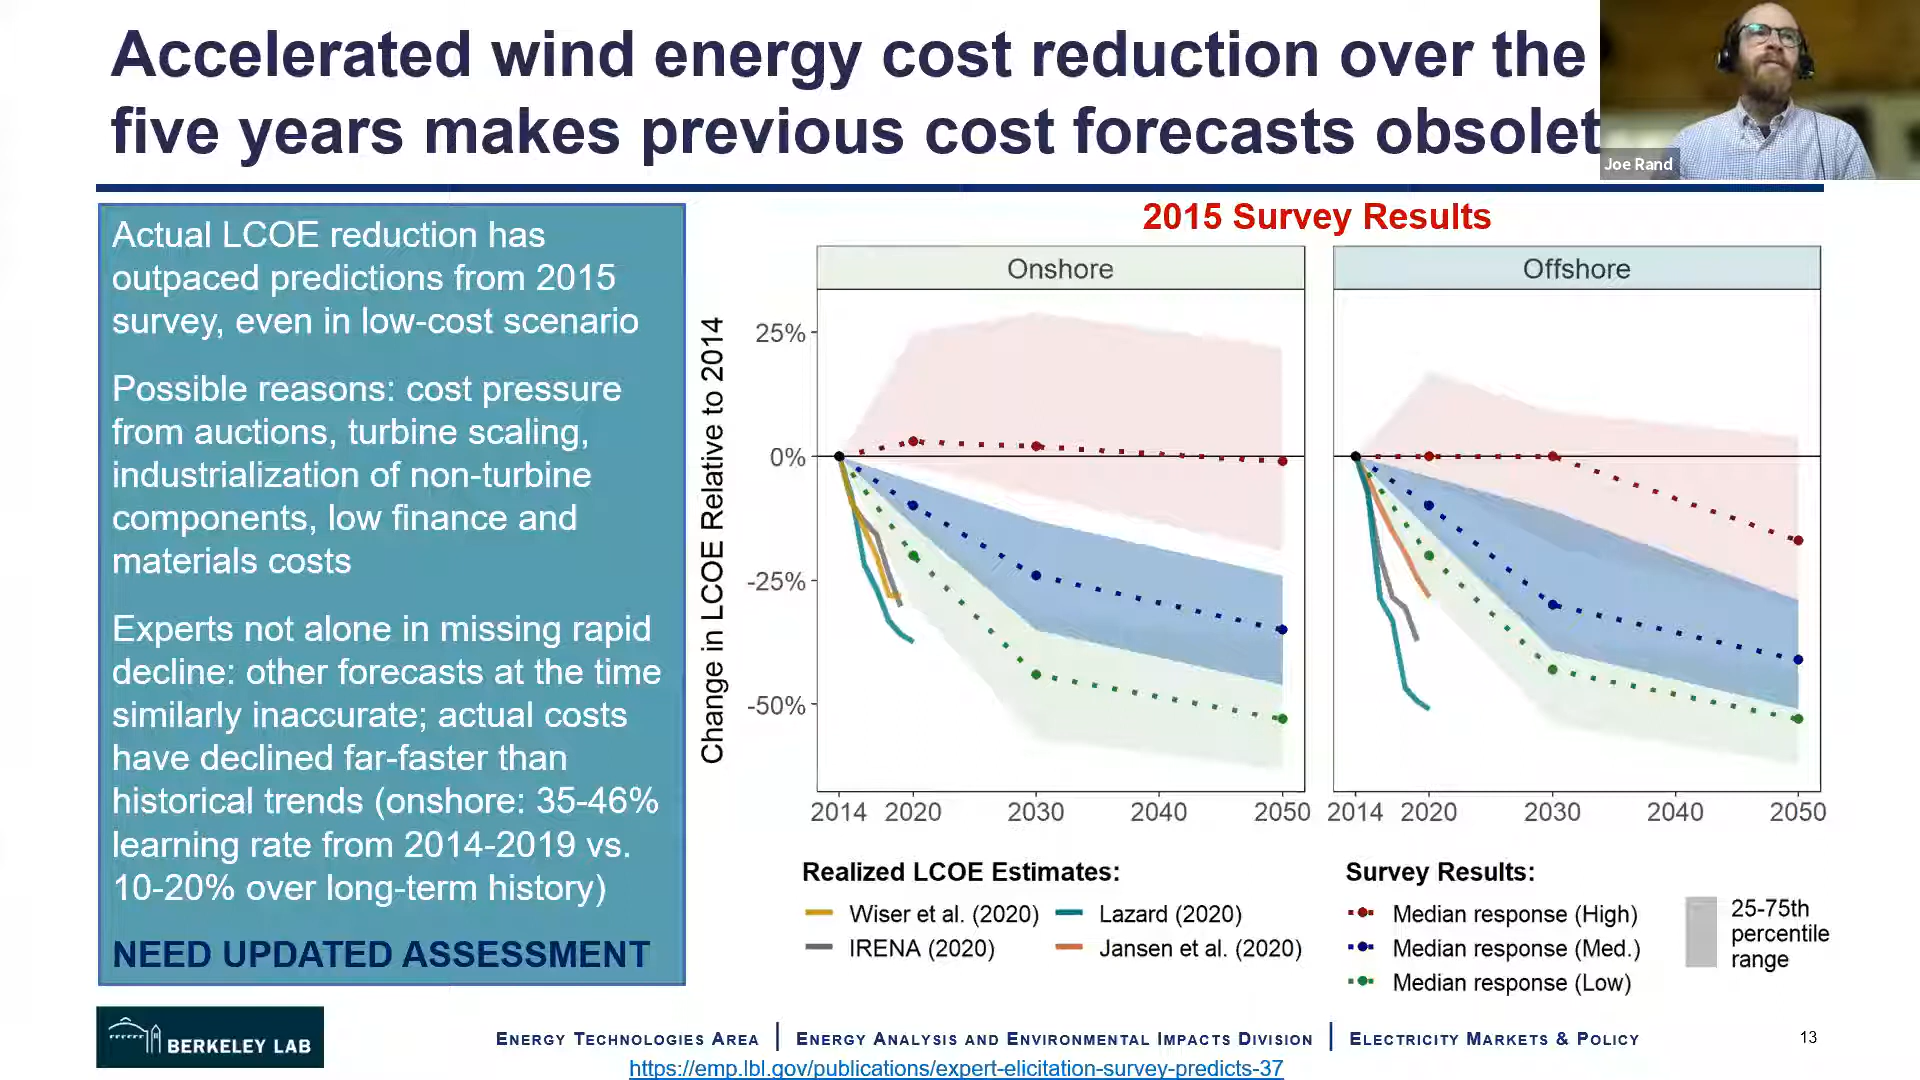 Accelerated wind energy cost reduction over the
five years makes previous cost forecasts obsolet
Joe Rand
Actual LCOE reduction has
outpaced predictions from 2015
survey, even in low-cost scenario
Possible reasons: cost pressure
from auctions, turbine scaling,
industrialization of non-turbine
components, low finance and
materials costs
Experts not alone in missing rapid
decline: other forecasts at the time
similarly inaccurate; actual costs
have declined far-faster than
historical trends (onshore: 35-46%
learning rate from 2014-2019 vs.
10-20% over long-term history)
NEED UPDATED ASSESSMENT
2015 Survey Results
Onshore
Offshore
Change in LCOE Relative to 2014
25%
0%
-25%
-50%
2014 2020 2030 2040 2050
2014 2020 2030 2040 2050
Realized LCOE Estimates:
Wiser et al. (2020)
Lazard (2020)
IRENA (2020)
Jansen et al. (2020)
Survey Results:
Median response (High)
Median response (Med.)
Median response (Low)
25-75th
percentile
range
BERKELEY LAB
ENERGY TECHNOLOGIES AREA | ENERGY ANALYSIS AND ENVIRONMENTAL IMPACTS DIVISION | ELECTRICITY MARKETS & POLICY
13
https://emp.lbl.gov/publications/expert-elicitation-survey-predicts-37